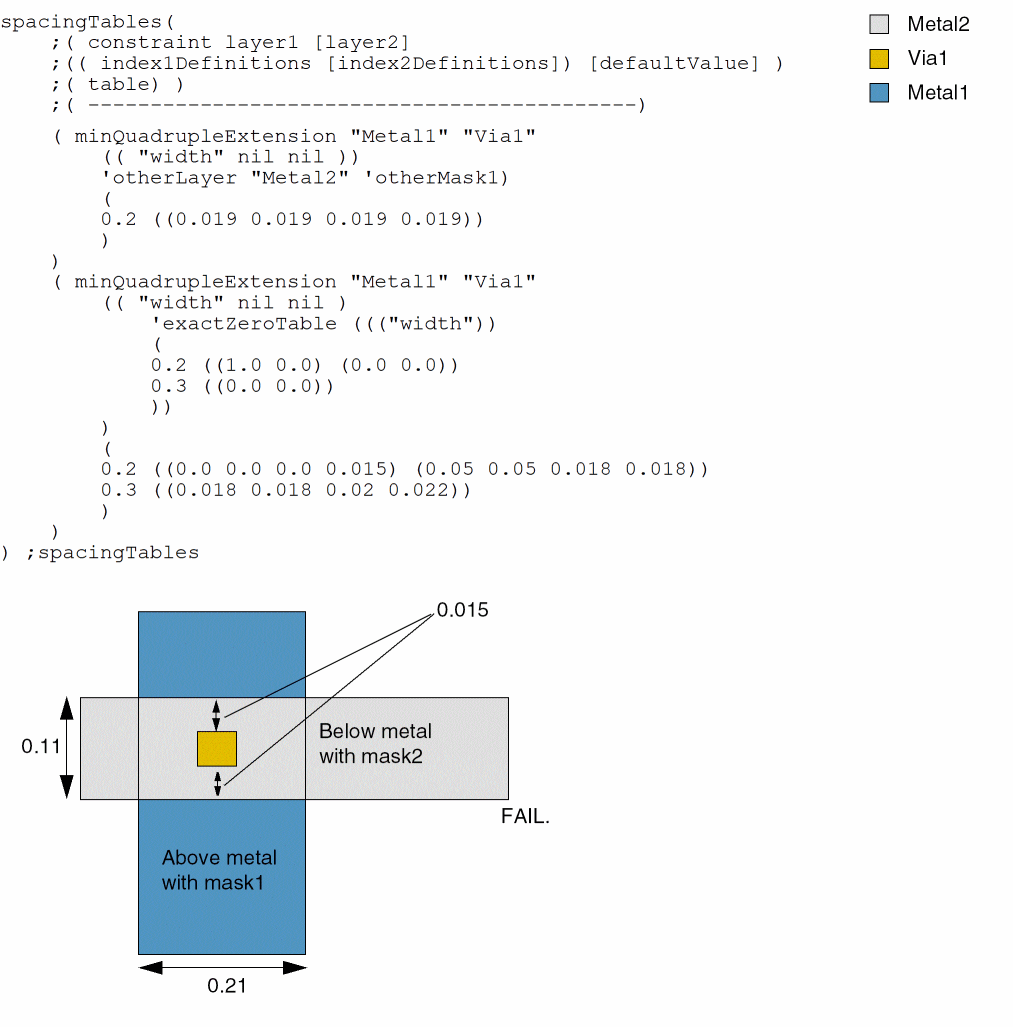 spacingTables(
;( constraint layer1 [layer2]
;(( index1Definitions [index2Definitions]) [defaultValue] )
;( table) )
;( --------------------------------------------)
( minQuadrupleExtension "Metal1" "Via1"
(( "width" nil nil ))
'otherLayer "Metal2" 'otherMask1)
(
0.2 ((0.019 0.019 0.019 0.019))
)
)
( minQuadrupleExtension "Metal1" "Via1"
(( "width" nil nil )
'exactZeroTable ((("width"))
(
0.2 ((1.0 0.0) (0.0 0.0))
0.3 ((0.0 0.0))
))
)
(
0.2 ((0.0 0.0 0.0 0.015) (0.05 0.05 0.018 0.018))
0.3 ((0.018 0.018 0.02 0.022))
)
)
) ;spacingTables
Metal2
Via1
Metal1
0.015
0.11
Below metal
with mask2
FAIL.
Above metal
with mask1
0.21